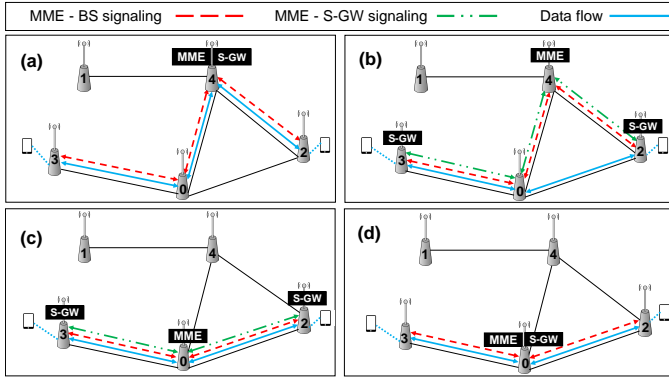 MME - BS signaling MME - S-GW signaling Data flow
(a) MME S-GW
1 4
3 0 2
(b) MME
1 4
S-GW S-GW
3 0 2
(c)
1 4
S-GW S-GW
3 MME 2
0
(d)
1 4
3 MME S-GW 2
0